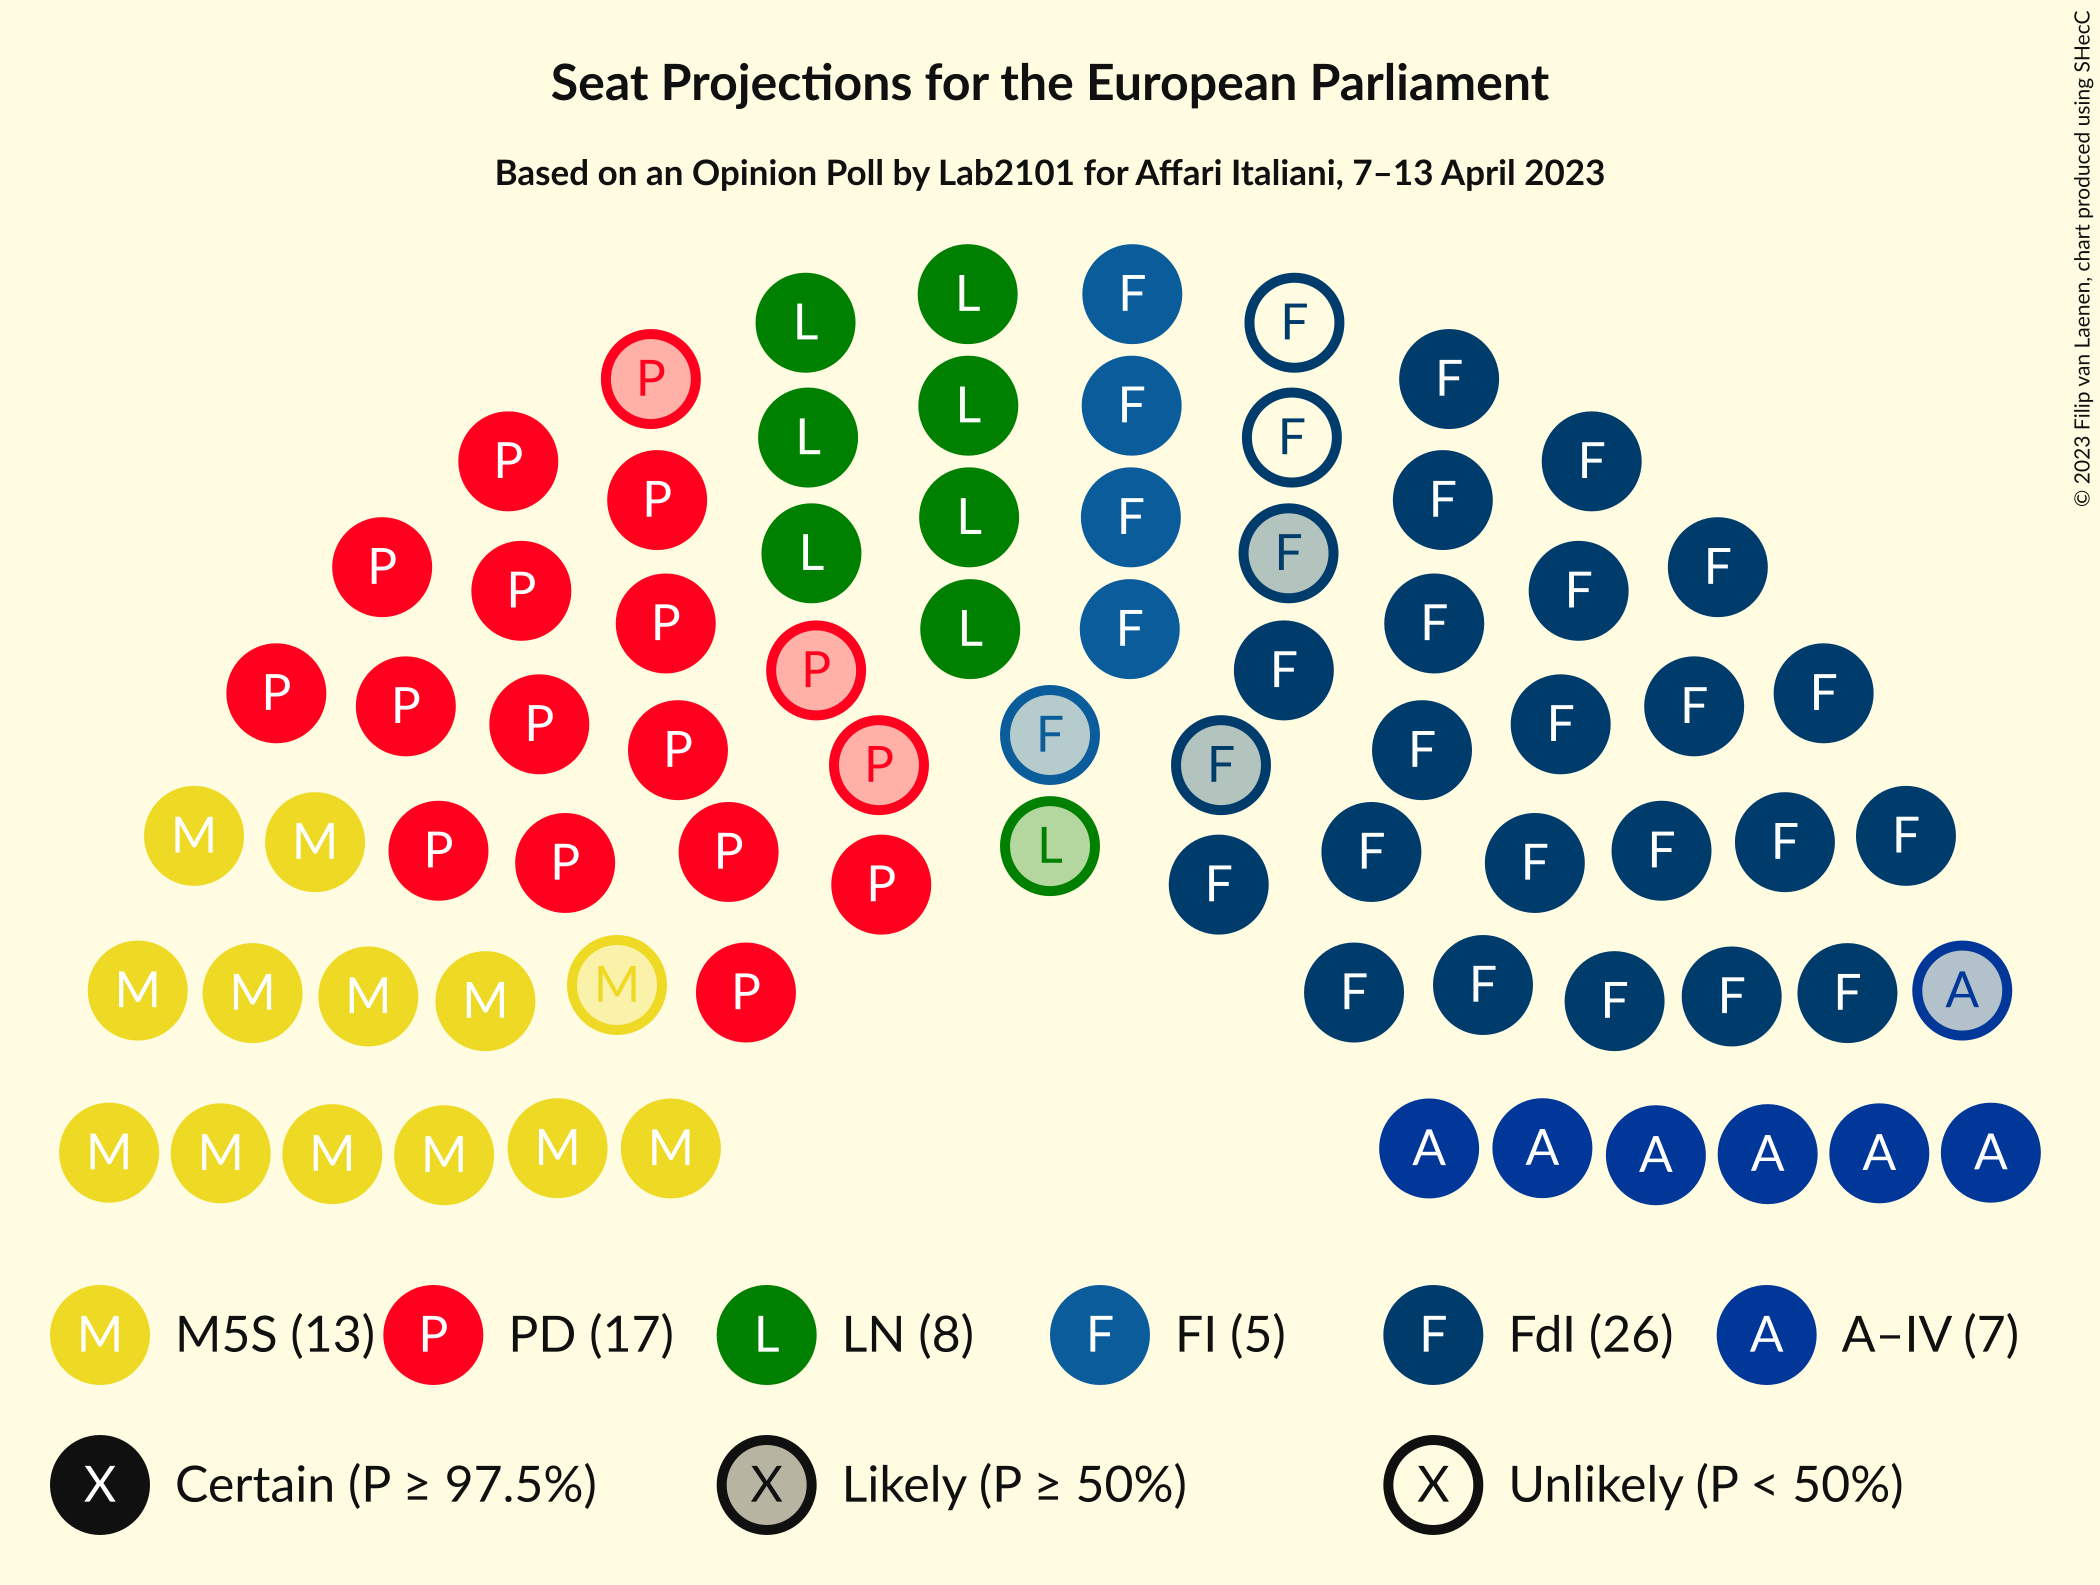 Seat Projections for the European Parliament
Based on an Opinion Poll by Lab2101 for Affari Italiani, 7–13 April 2023
© 2023 Filip van Laenen, chart produced using SHecC
L F
L F
P F
L F
L F
P F
P F
L F
L F
P F
P F
P F
P F
L F
P F
P F
P F
P F
P F
P F
P F
P F
F
L
M M P P P P F F F F F F
M M M M M P F F F F F A
M M M M M M A A A A A A
M M5S (13) P PD (17) L LN (8) F FI (5) F FdI (26) A A–IV (7)
X Certain (P ≥ 97.5%) X Likely (P ≥ 50%) X Unlikely (P < 50%)